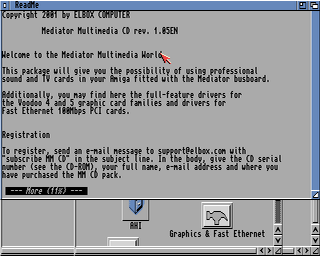 ReadMe
Copyright 2001 by ELBOX COMPUTER
Mediator Multimedia CD rev. 1.05EN
Welcome to the Mediator Multimedia World
This package will give you the possibility of using professional
sound and TV cards in your Amiga fitted with the Mediator busboard.
Additionally, you may find here the full-feature drivers for
the Voodoo 4 and 5 graphic card families and drivers for
Fast Ethernet 100Mbps PCI cards.
Registration
To register, send an e-mail message to support@elbox.com with
"subscribe MM CD" in the subject line. In the body, give the CD serial
number (see the CD-ROM), your full name, e-mail address and where you
have purchased the MM CD pack.
--- More (11%) ---
AHI
Graphics & Fast Ethernet